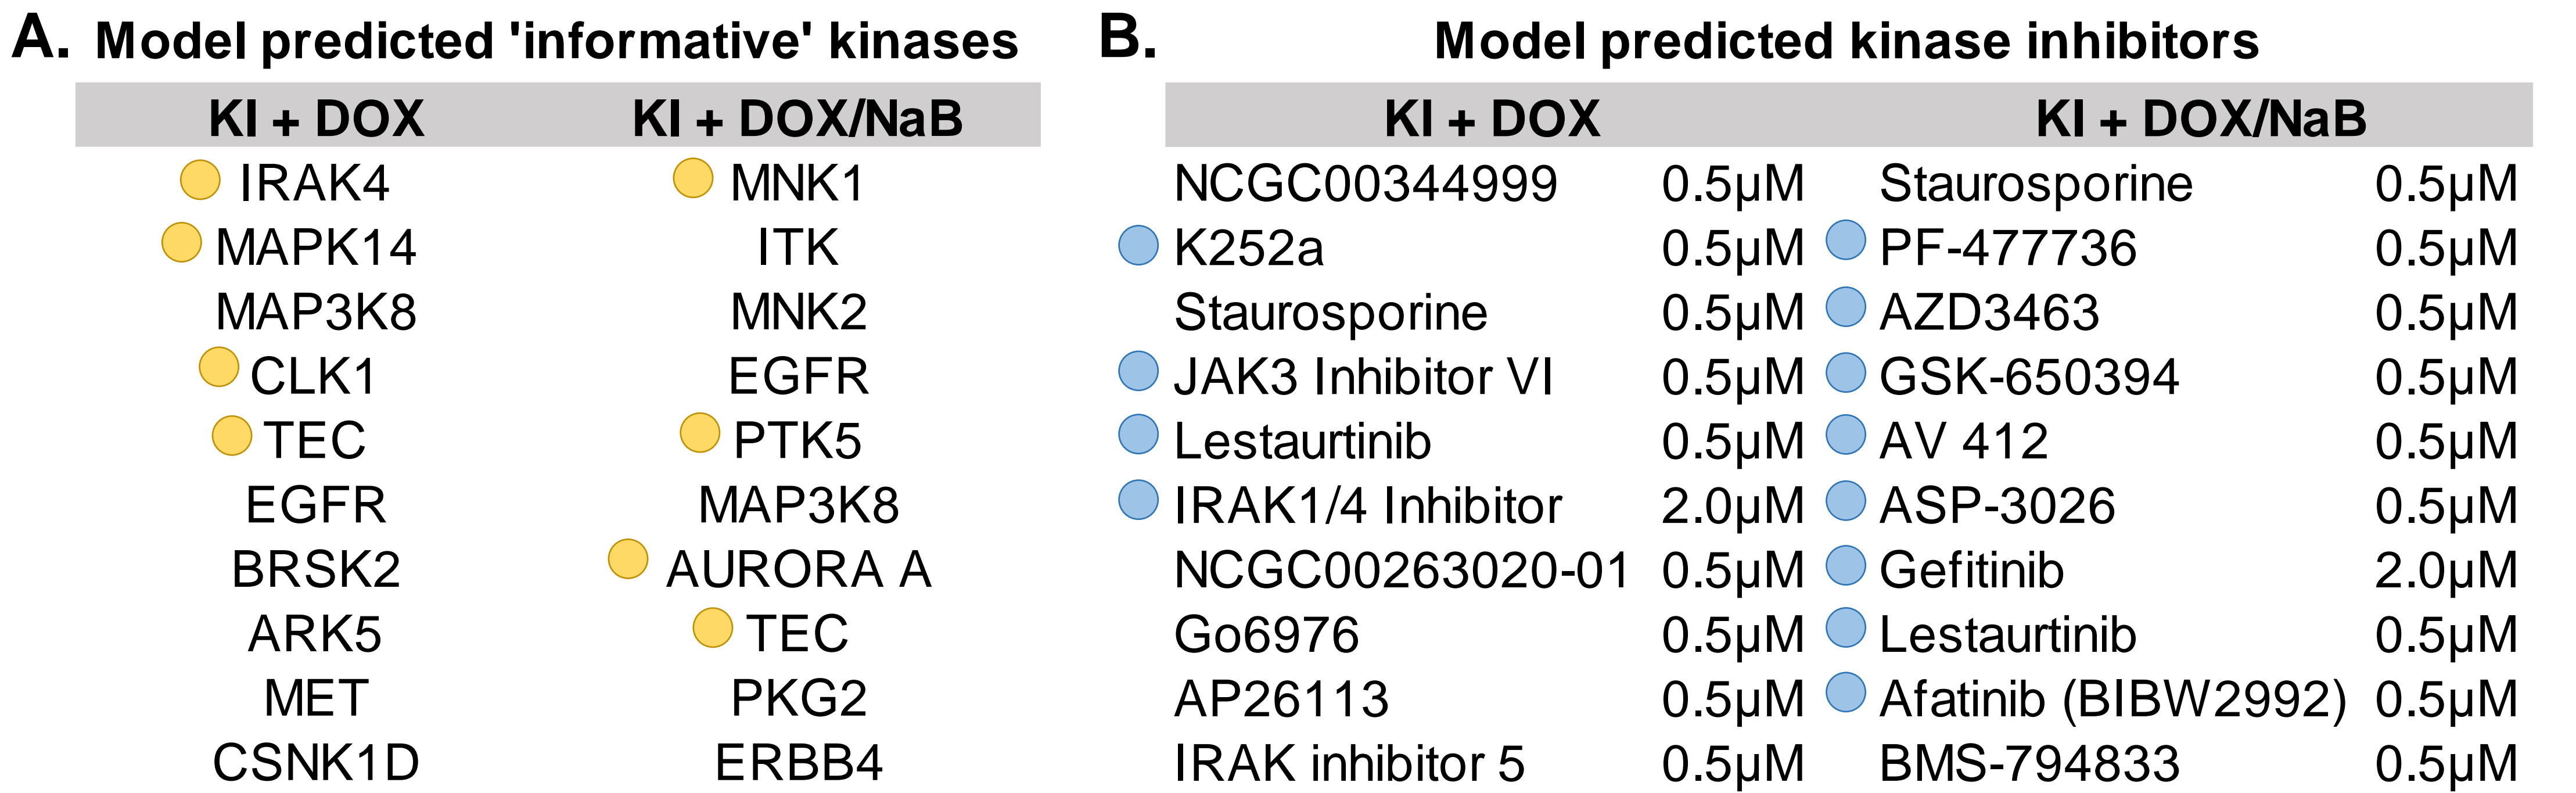 A. Model predicted 'informative' kinases
KI + DOX KI + DOX/NaB
IRAK4 MNK1
MAPK14 ITK
MAP3K8 MNK2
CLK1 EGFR
TEC PTK5
EGFR MAP3K8
BRSK2 AURORA A
ARK5 TEC
MET PKG2
CSNK1D ERBB4
B. Model predicted kinase inhibitors
KI + DOX KI + DOX/NaB
NCGC00344999 0.5µM Staurosporine 0.5µM
K252a 0.5µM PF-477736 0.5µM
Staurosporine 0.5µM AZD3463 0.5µM
JAK3 Inhibitor VI 0.5µM GSK-650394 0.5µM
Lestaurtinib 0.5µM AV 412 0.5µM
IRAK1/4 Inhibitor 2.0µM ASP-3026 0.5µM
NCGC00263020-01 0.5µM Gefitinib 2.0µM
Go6976 0.5µM Lestaurtinib 0.5µM
AP26113 0.5µM Afatinib (BIBW2992) 0.5µM
IRAK inhibitor 5 0.5µM BMS-794833 0.5µM